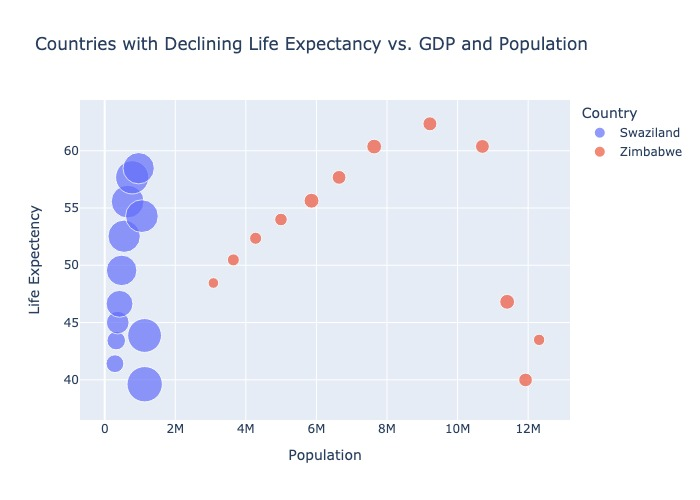 Countries with Declining Life Expectancy vs. GDP and Population
Country
Swaziland
Zimbabwe
60
55
50
45
40
Life Expectency
0 2M 4M 6M 8M 10M 12M
Population